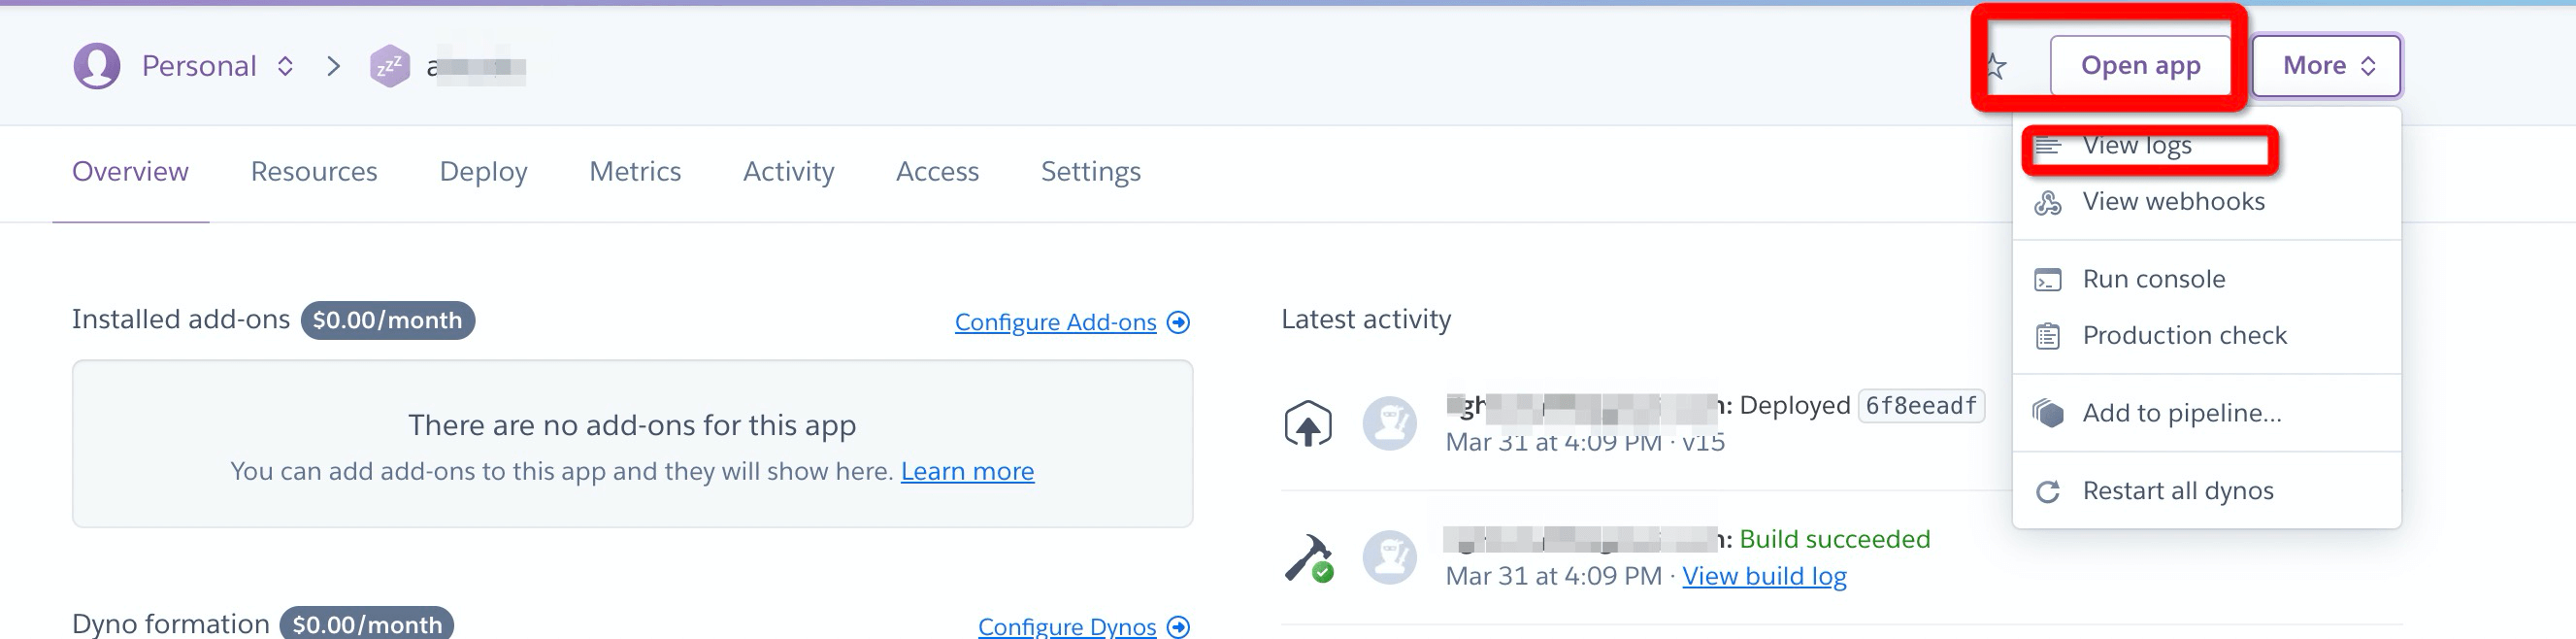 Personal
zzz
Open app
More
Overview
Resources
Deploy
Metrics
Activity
Access
Settings
View logs
View webhooks
Run console
Production check
Add to pipeline...
Restart all dynos
Installed add-ons $0.00/month
Configure Add-ons
There are no add-ons for this app
You can add add-ons to this app and they will show here. Learn more
Dyno formation $0.00/month
Configure Dynos
Latest activity
Deployed 6f8eeadf
Mar 31 at 4:09 PM · v15
Build succeeded
Mar 31 at 4:09 PM · View build log